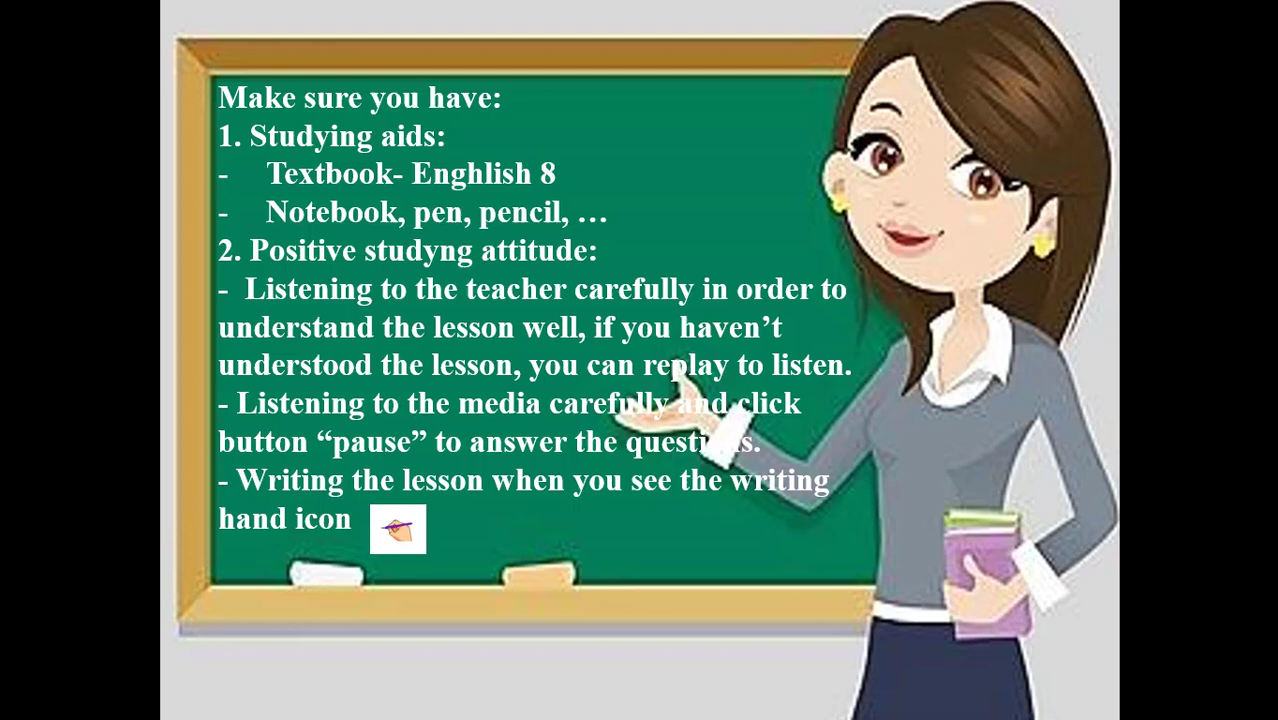 Make sure you have:
1. Studying aids:
- Textbook- Enghlish 8
- Notebook, pen, pencil, …
2. Positive studyng attitude:
- Listening to the teacher carefully in order to
understand the lesson well, if you haven’t
understood the lesson, you can replay to listen.
- Listening to the media carefully and click
button “pause” to answer the questions.
- Writing the lesson when you see the writing
hand icon